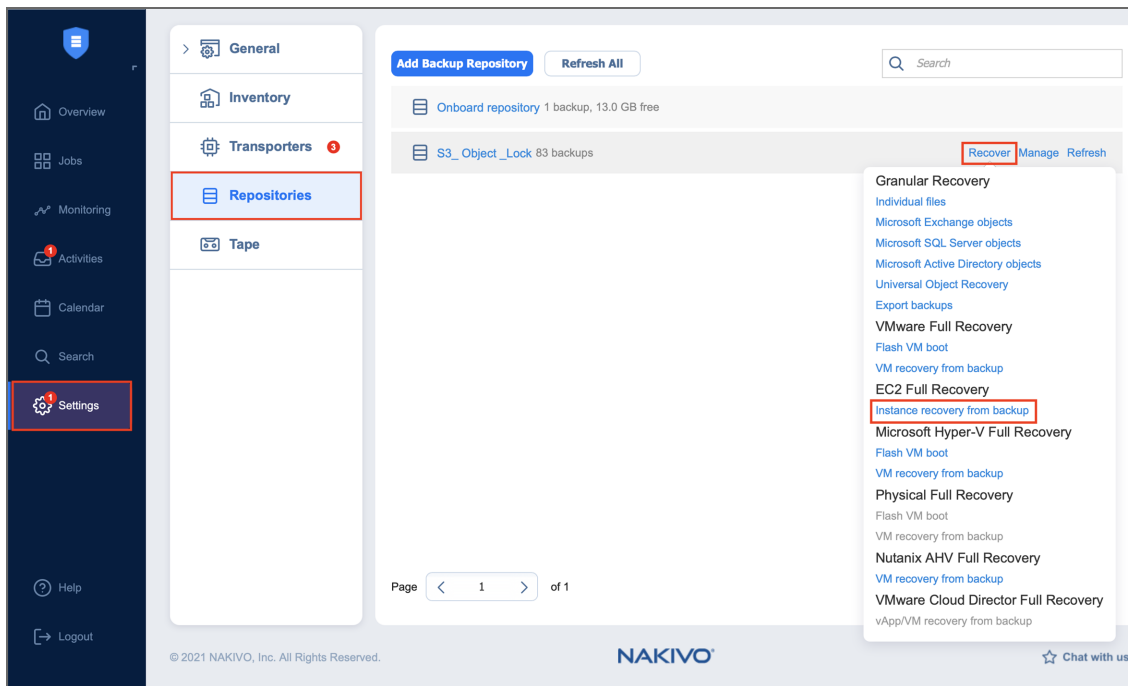 Overview
Jobs
Monitoring
1
Activities
Calendar
Search
1
Settings
Help
Logout
General
Inventory
Transporters 3
Repositories
Tape
Add Backup Repository Refresh All Search
Onboard repository 1 backup, 13.0 GB free
S3_ Object _Lock 83 backups Recover Manage Refresh
Granular Recovery
Individual files
Microsoft Exchange objects
Microsoft SQL Server objects
Microsoft Active Directory objects
Universal Object Recovery
Export backups
VMware Full Recovery
Flash VM boot
VM recovery from backup
EC2 Full Recovery
Instance recovery from backup
Microsoft Hyper-V Full Recovery
Flash VM boot
VM recovery from backup
Physical Full Recovery
Flash VM boot
VM recovery from backup
Nutanix AHV Full Recovery
VM recovery from backup
VMware Cloud Director Full Recovery
vApp/VM recovery from backup
Page 1 of 1
© 2021 NAKIVO, Inc. All Rights Reserved. NAKIVO® Chat with us